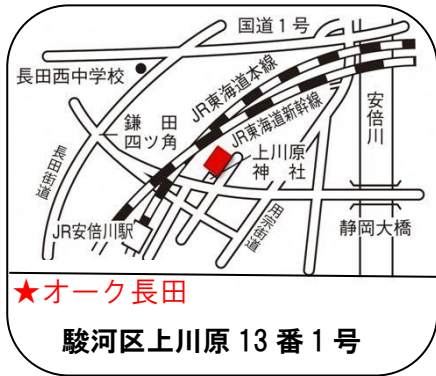 国道1号
長田西中学校
JR東海道本線
JR東海道新幹線
安倍川
鎌田
四ツ角
上川原
神社
長田街道
用宗街道
静岡大橋
JR安倍川駅
★オーク長田
駿河区上川原13番1号